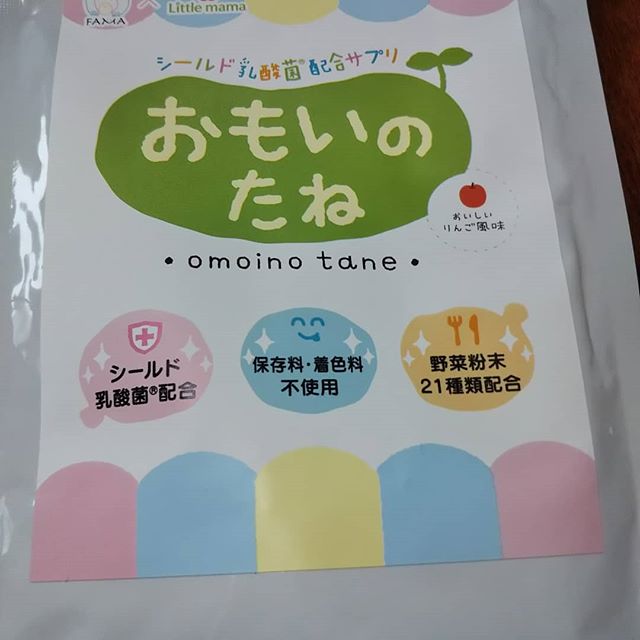 FAMA
×
Little mama
シールド乳酸菌®配合サプリ
おもいの
たね
おいしい
りんご風味
・omoino tane・
シールド
乳酸菌®配合
保存料・着色料
不使用
野菜粉末
21種類配合